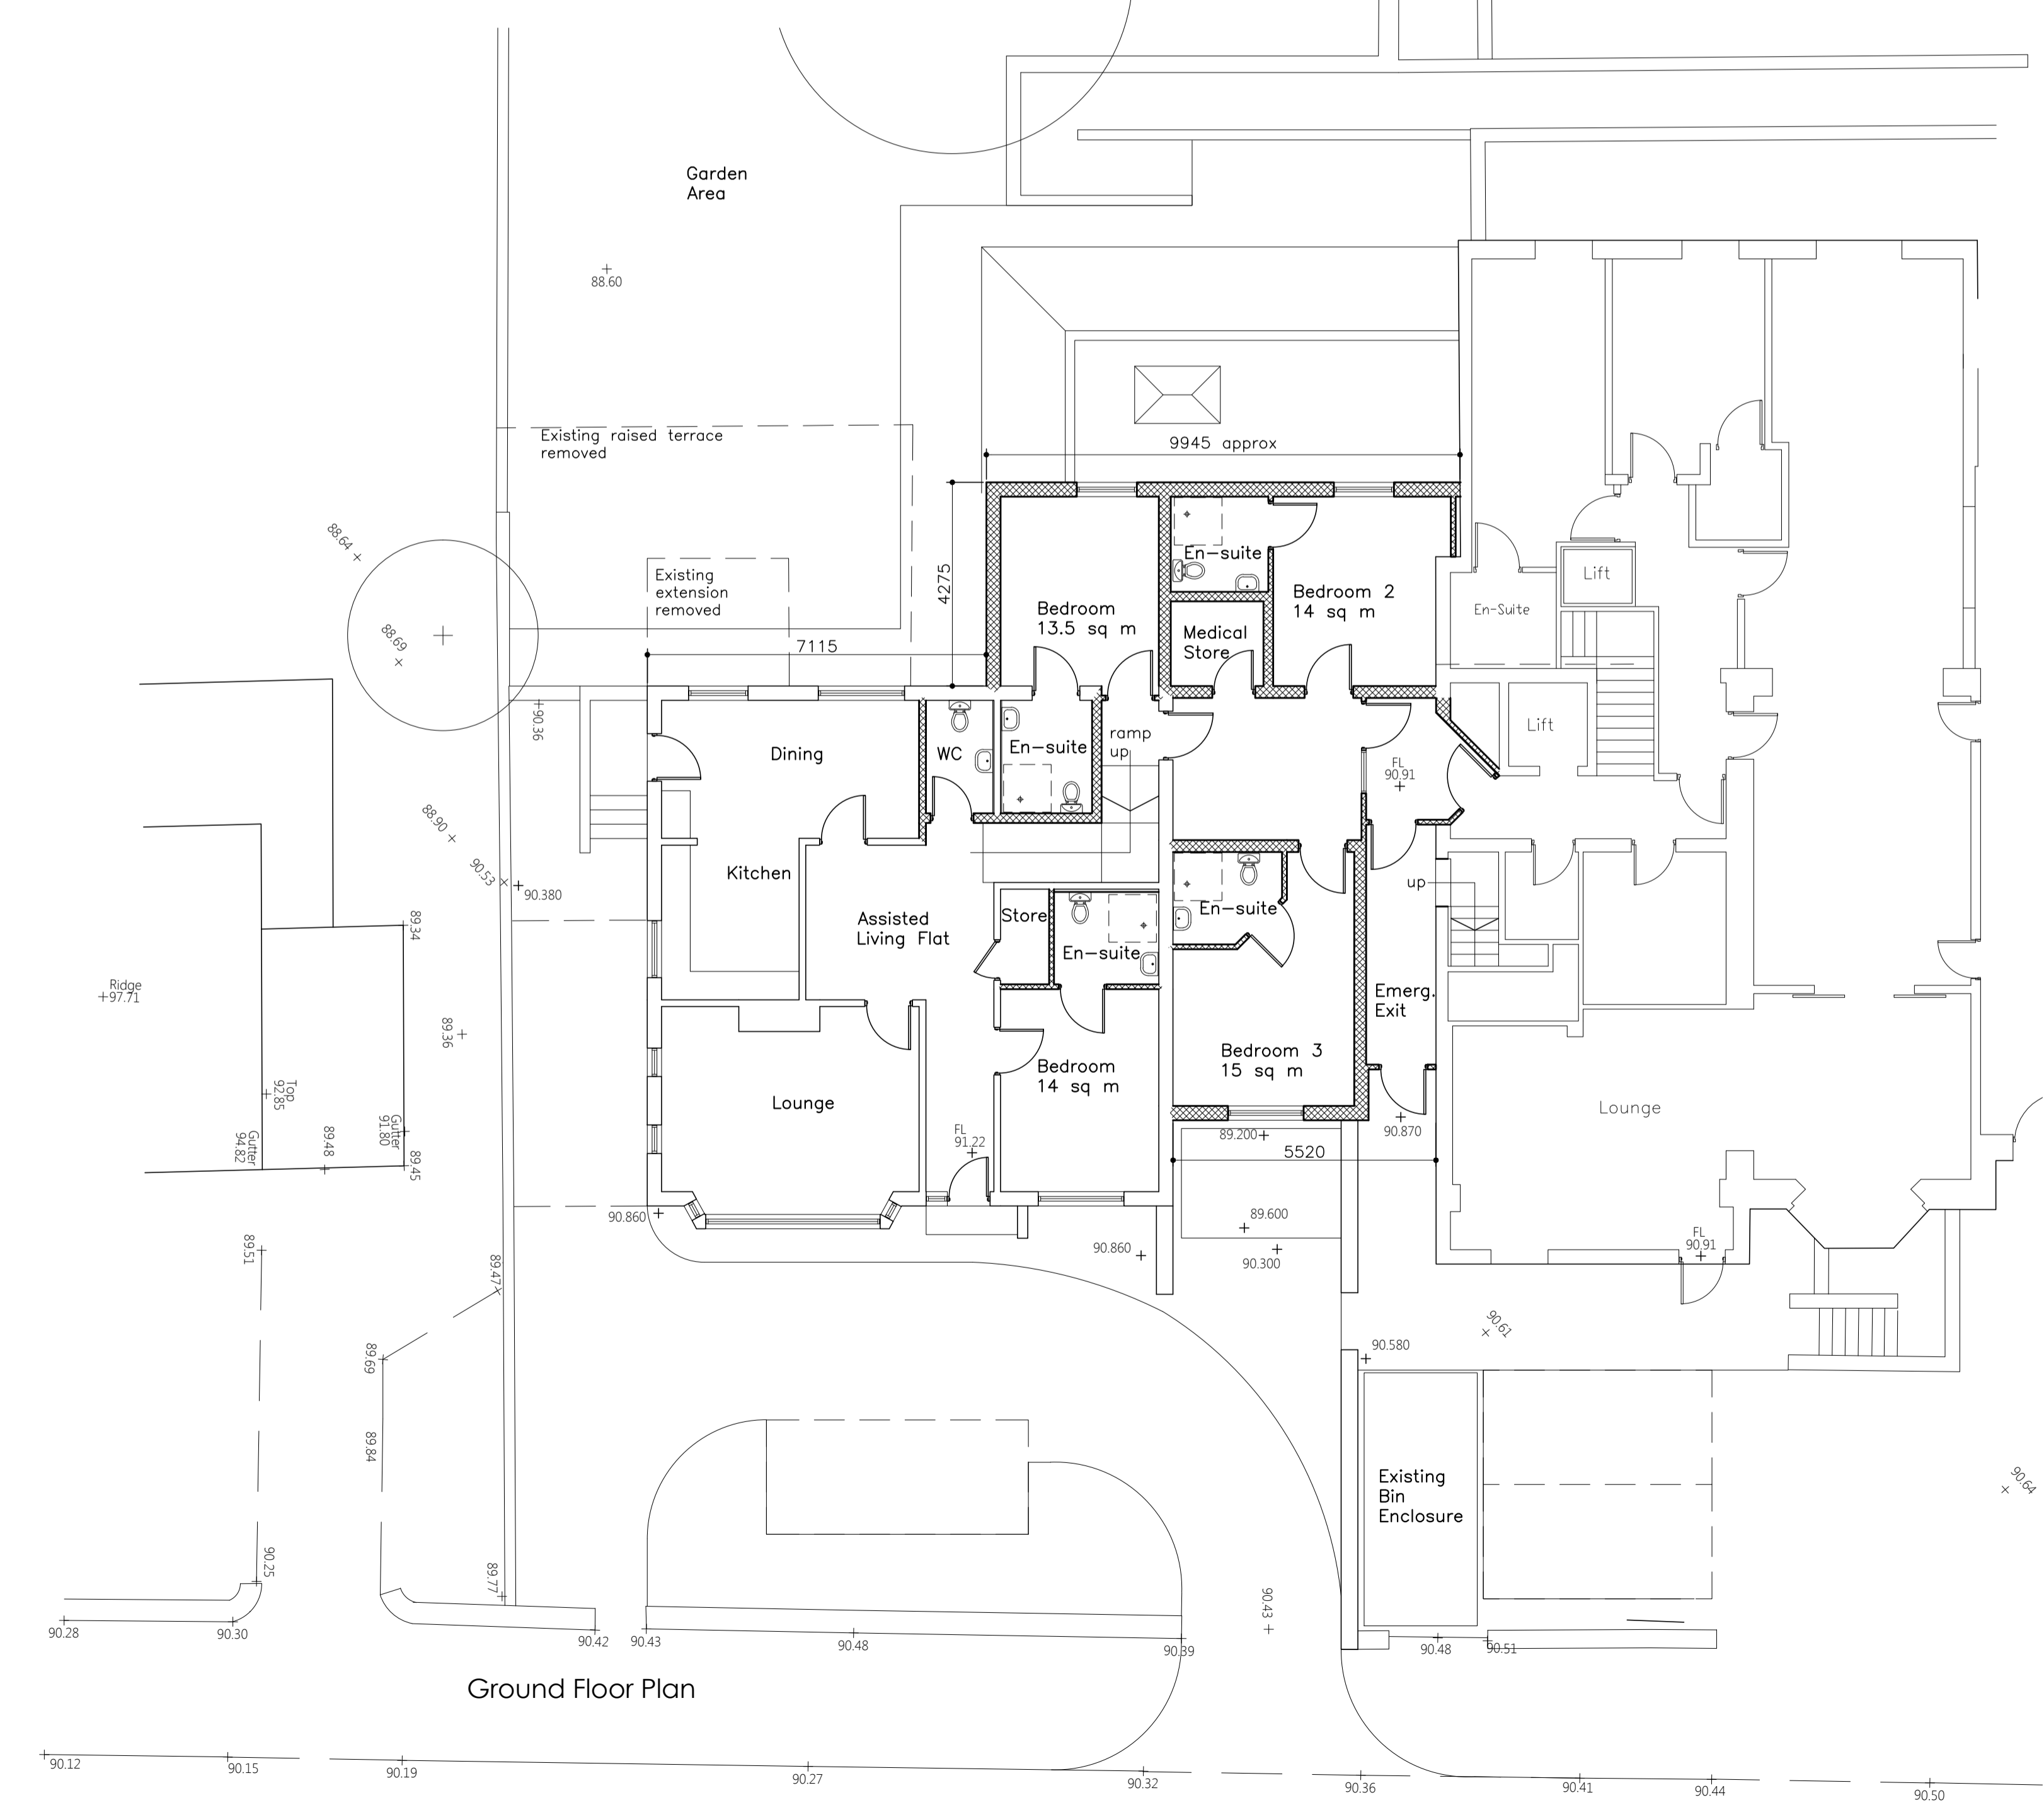 Garden
Area
88.60
Existing raised terrace
removed
9945 approx
88.64
4275
Existing
extension
removed
En-suite
Bedroom 2
14 sq m
Lift
En-Suite
Bedroom
13.5 sq m
Medical
Store
88.69
7115
90.36
Dining
WC
En-suite
ramp
up
Lift
FL
90.91
88.90
90.53
90.380
Kitchen
up
89.34
Assisted
Living Flat
Store
En-suite
En-suite
Ridge
97.71
89.36
Emerg.
Exit
Bedroom 3
15 sq m
Bedroom
14 sq m
Top
92.85
Lounge
Lounge
Gutter
94.82
89.48
Gutter
91.80
89.45
FL
91.22
89.200
90.870
5520
90.860
89.600
90.860
90.300
FL
90.91
89.51
89.47
90.61
90.580
89.69
89.84
Existing
Bin
Enclosure
90.64
90.25
89.77
90.43
90.28
90.30
90.42
90.43
90.48
90.39
90.48
90.51
Ground Floor Plan
90.12
90.15
90.19
90.27
90.32
90.36
90.41
90.44
90.50